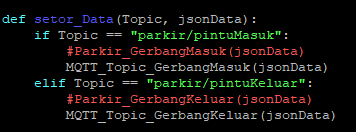 def setor_Data(Topic, jsonData):
    if Topic == "parkir/pintuMasuk":
        #Parkir_GerbangMasuk(jsonData)
        MQTT_Topic_GerbangMasuk(jsonData)
    elif Topic == "parkir/pintuKeluar":
        #Parkir_GerbangKeluar(jsonData)
        MQTT_Topic_GerbangKeluar(jsonData)